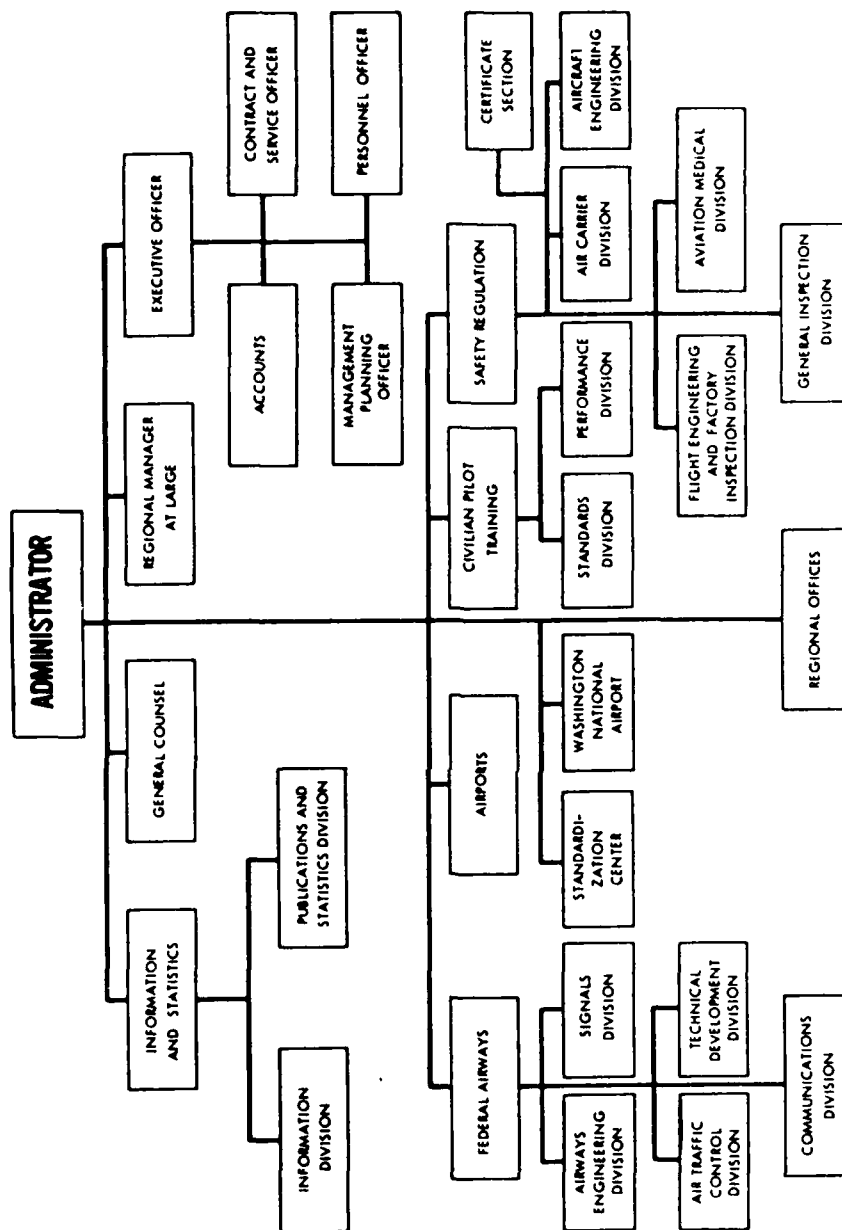 ADMINISTRATOR
INFORMATION
AND STATISTICS
GENERAL COUNSEL
REGIONAL MANAGER
AT LARGE
EXECUTIVE OFFICER
INFORMATION
DIVISION
PUBLICATIONS AND
STATISTICS DIVISION
ACCOUNTS
CONTRACT AND
SERVICE OFFICER
MANAGEMENT
PLANNING
OFFICER
PERSONNEL OFFICER
FEDERAL AIRWAYS
AIRPORTS
CIVILIAN PILOT
TRAINING
SAFETY REGULATION
CERTIFICATE
SECTION
AIRWAYS
ENGINEERING
DIVISION
SIGNALS
DIVISION
STANDARDI-
ZATION
CENTER
WASHINGTON
NATIONAL
AIRPORT
STANDARDS
DIVISION
PERFORMANCE
DIVISION
AIR CARRIER
DIVISION
AIRCRAFT
ENGINEERING
DIVISION
AIR TRAFFIC
CONTROL
DIVISION
TECHNICAL
DEVELOPMENT
DIVISION
FLIGHT ENGINEERING
AND FACTORY
INSPECTION DIVISION
AVIATION MEDICAL
DIVISION
COMMUNICATIONS
DIVISION
REGIONAL OFFICES
GENERAL INSPECTION
DIVISION